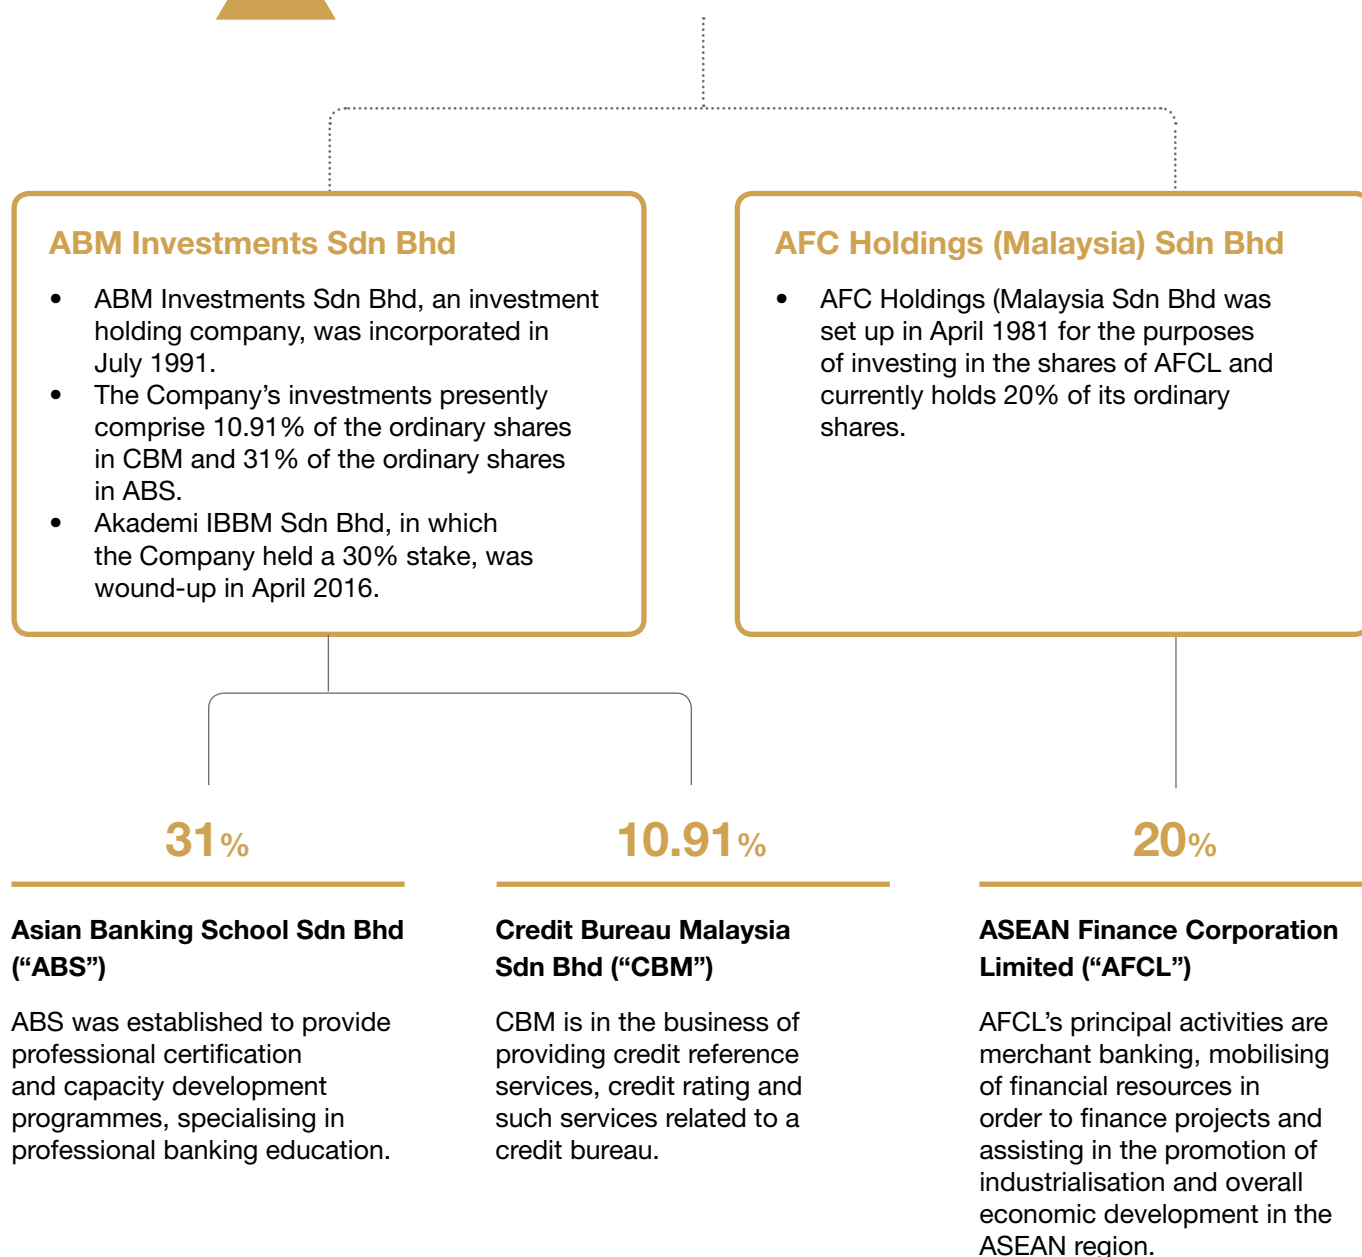 ABM Investments Sdn Bhd
• ABM Investments Sdn Bhd, an investment
holding company, was incorporated in
July 1991.
• The Company’s investments presently
comprise 10.91% of the ordinary shares
in CBM and 31% of the ordinary shares
in ABS.
• Akademi IBBM Sdn Bhd, in which
the Company held a 30% stake, was
wound-up in April 2016.
AFC Holdings (Malaysia) Sdn Bhd
• AFC Holdings (Malaysia Sdn Bhd was
set up in April 1981 for the purposes
of investing in the shares of AFCL and
currently holds 20% of its ordinary
shares.
31%
Asian Banking School Sdn Bhd
(“ABS”)
ABS was established to provide
professional certification
and capacity development
programmes, specialising in
professional banking education.
10.91%
Credit Bureau Malaysia
Sdn Bhd (“CBM”)
CBM is in the business of
providing credit reference
services, credit rating and
such services related to a
credit bureau.
20%
ASEAN Finance Corporation
Limited (“AFCL”)
AFCL’s principal activities are
merchant banking, mobilising
of financial resources in
order to finance projects and
assisting in the promotion of
industrialisation and overall
economic development in the
ASEAN region.